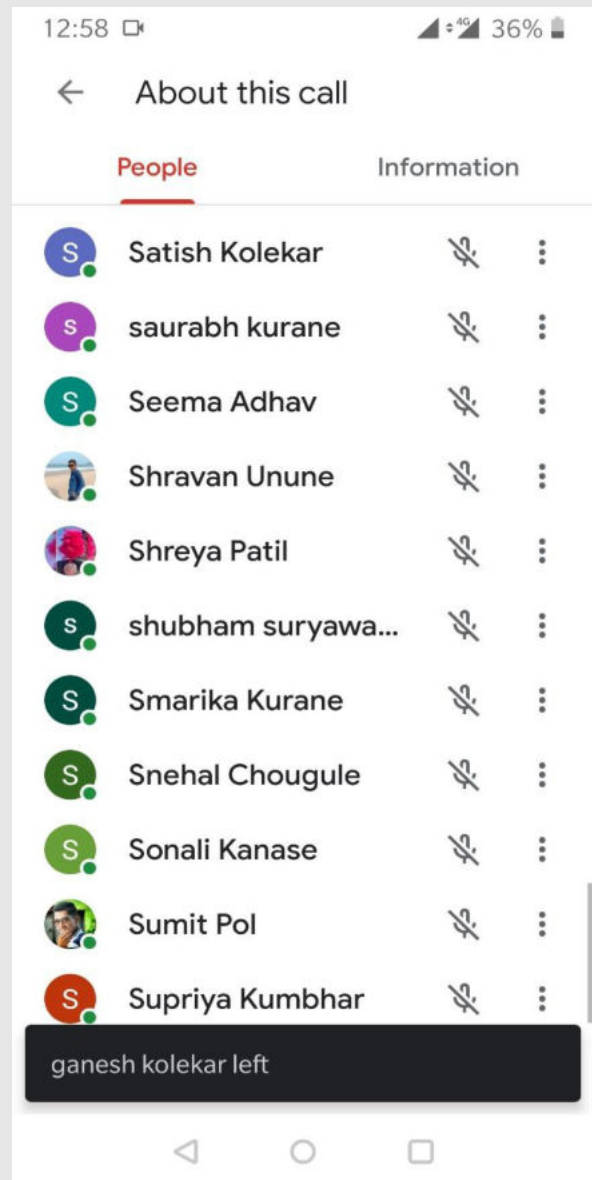 12:58 4G 36%
About this call
People Information
S Satish Kolekar
s saurabh kurane
S Seema Adhav
Shravan Unune
Shreya Patil
s shubham suryawa...
S Smarika Kurane
S Snehal Chougule
S Sonali Kanase
Sumit Pol
S Supriya Kumbhar
ganesh kolekar left